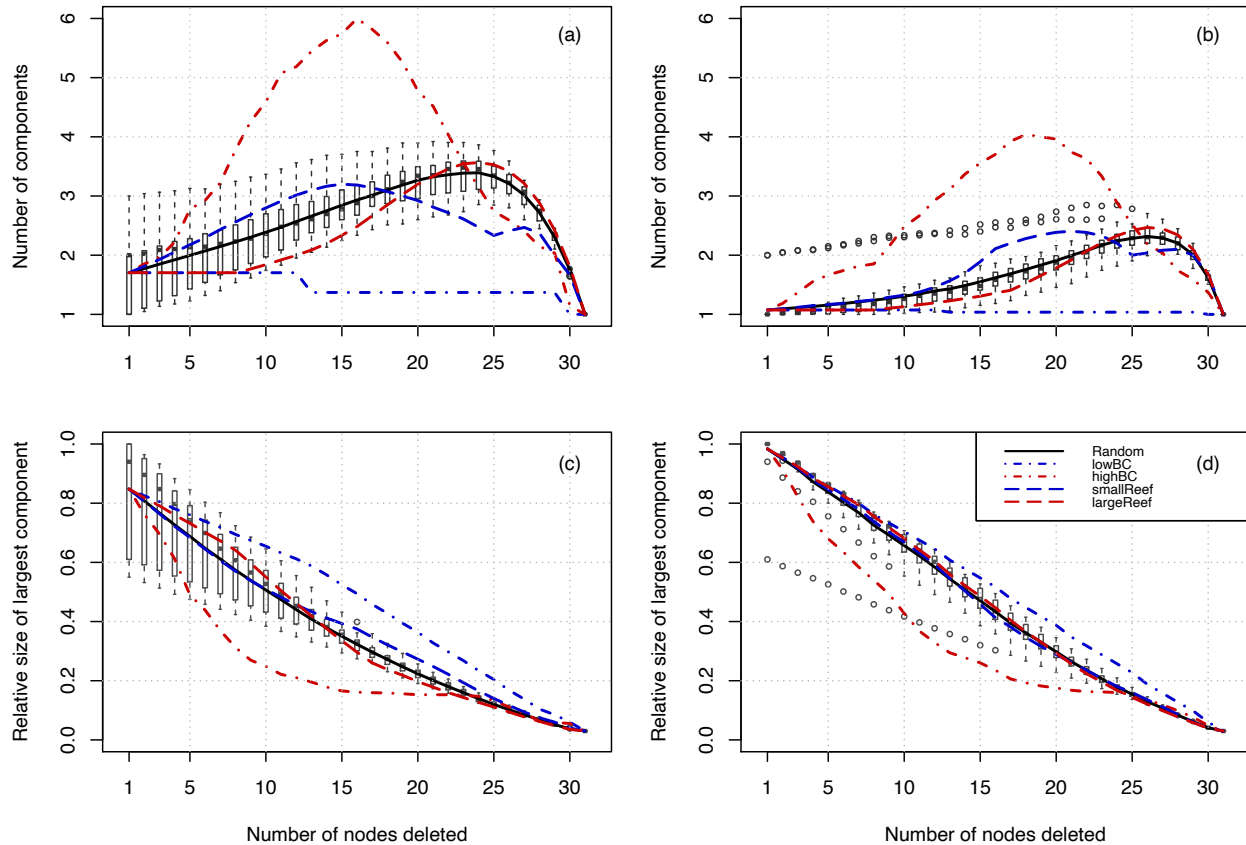 (a)
Number of components
6
5
4
3
2
1
1 5 10 15 20 25 30
(b)
Number of components
6
5
4
3
2
1
1 5 10 15 20 25 30
(c)
Relative size of largest component
1.0
0.8
0.6
0.4
0.2
0.0
1 5 10 15 20 25 30
Number of nodes deleted
(d)
Relative size of largest component
1.0
0.8
0.6
0.4
0.2
0.0
Random
lowBC
highBC
smallReef
largeReef
1 5 10 15 20 25 30
Number of nodes deleted